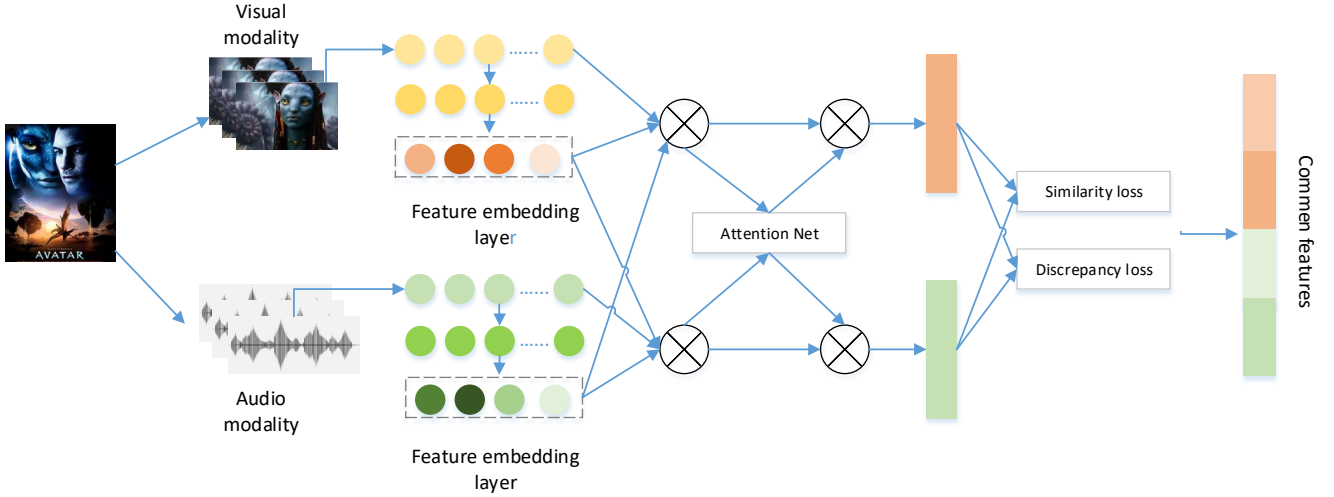 Visual
modality
AVATAR
Feature embedding
layer
Attention Net
Similarity loss
Discrepancy loss
Commen features
Audio
modality
Feature embedding
layer